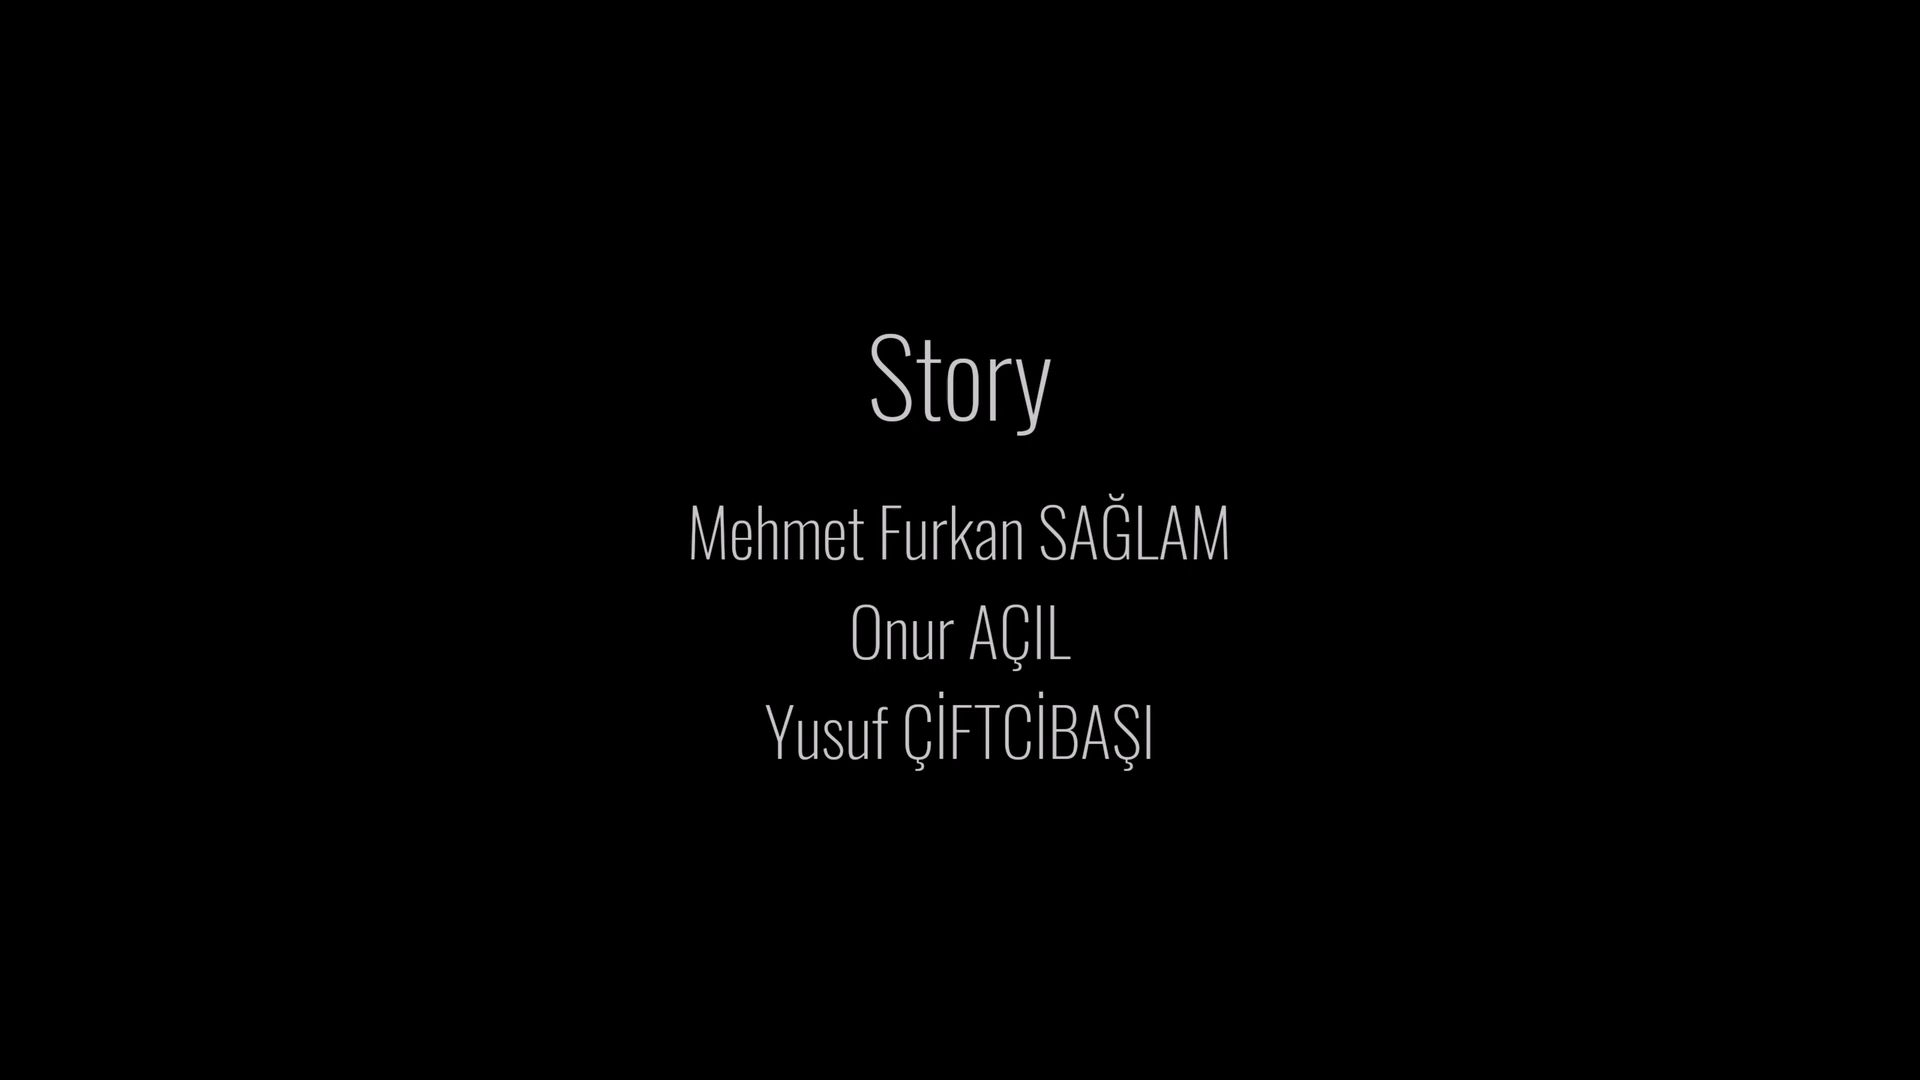 Story
Mehmet Furkan SAĞLAM
Onur AÇIL
Yusuf ÇİFTCİBAŞI